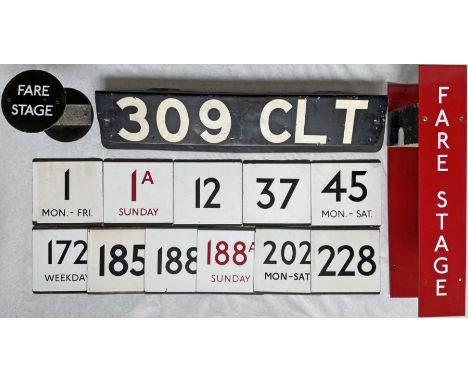 FARE
STAGE
309 CLT
FARE STAGE
1
MON.-FRI.
1A
SUNDAY
12
37
45
MON.-SAT.
172
WEEKDAY
185
188
188A
SUNDAY
202
MON-SAT
228